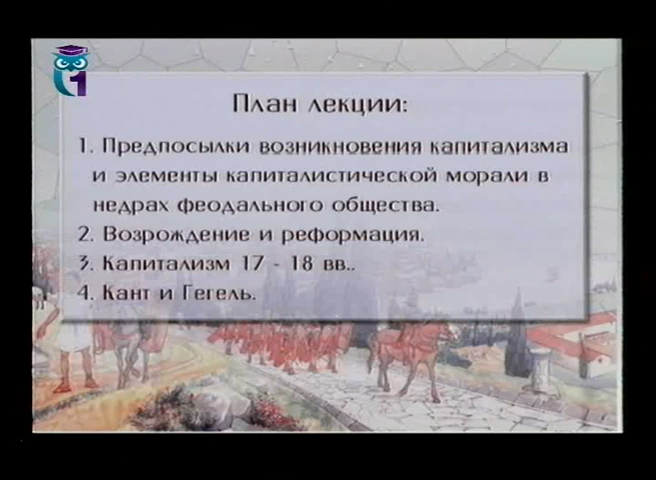 1
План лекции:
1. Предпосылки возникновения капитализма
и элементы капиталистической морали в
недрах феодального общества.
2. Возрождение и реформация.
3. Капитализм 17 - 18 вв..
4. Кант и Гегель.